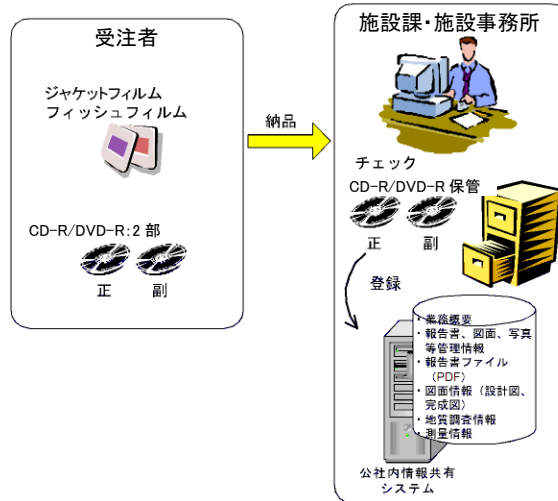 受注者
ジャケットフィルム
フィッシュフィルム
CD-R/DVD-R:2 部
正 副
納品
施設課・施設事務所
チェック
CD-R/DVD-R 保管
正 副
登録
・業務概要
・報告書、図面、写真
等管理情報
・報告書ファイル
（PDF）
・図面情報（設計図、
完成図）
・地質調査情報
・測量情報
公社内情報共有
システム